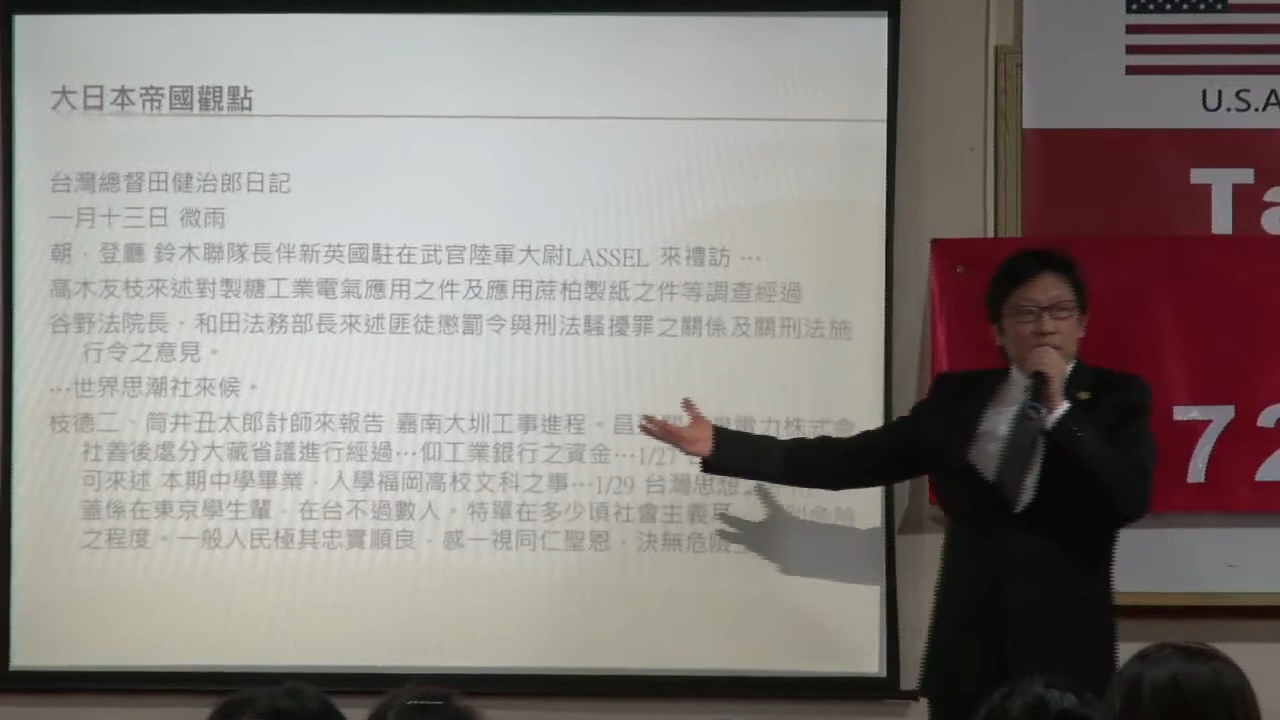 大日本帝國觀點
台灣總督田健治郎日記
一月十三日 微雨
朝．登廳 鈴木聯隊長伴新英國駐在武官陸軍大尉LASSEL 來禮訪 …
高木友枝來述對製糖工業電氣應用之件及應用蔗粕製紙之件等調查經過
谷野法院長．和田法務部長來述匪徒懲罰令與刑法騷擾罪之關係及關刑法施
行令之意見。
…世界思潮社來候。
枝德二、筒井丑太郎計師來報告 嘉南大圳工事進程。 電力株式會
社善後處分大藏省議進行經過…仰工業銀行之資金…1/27
可來述 本期中學畢業．入學福岡高校文科之事…1/29 台灣思想
蓋係在東京學生輩．在台不過數人。特單在多少傾社會主義
之程度。一般人民極其忠實順良．感一視同仁聖恩．決無危險
U.S.A
Ta
72